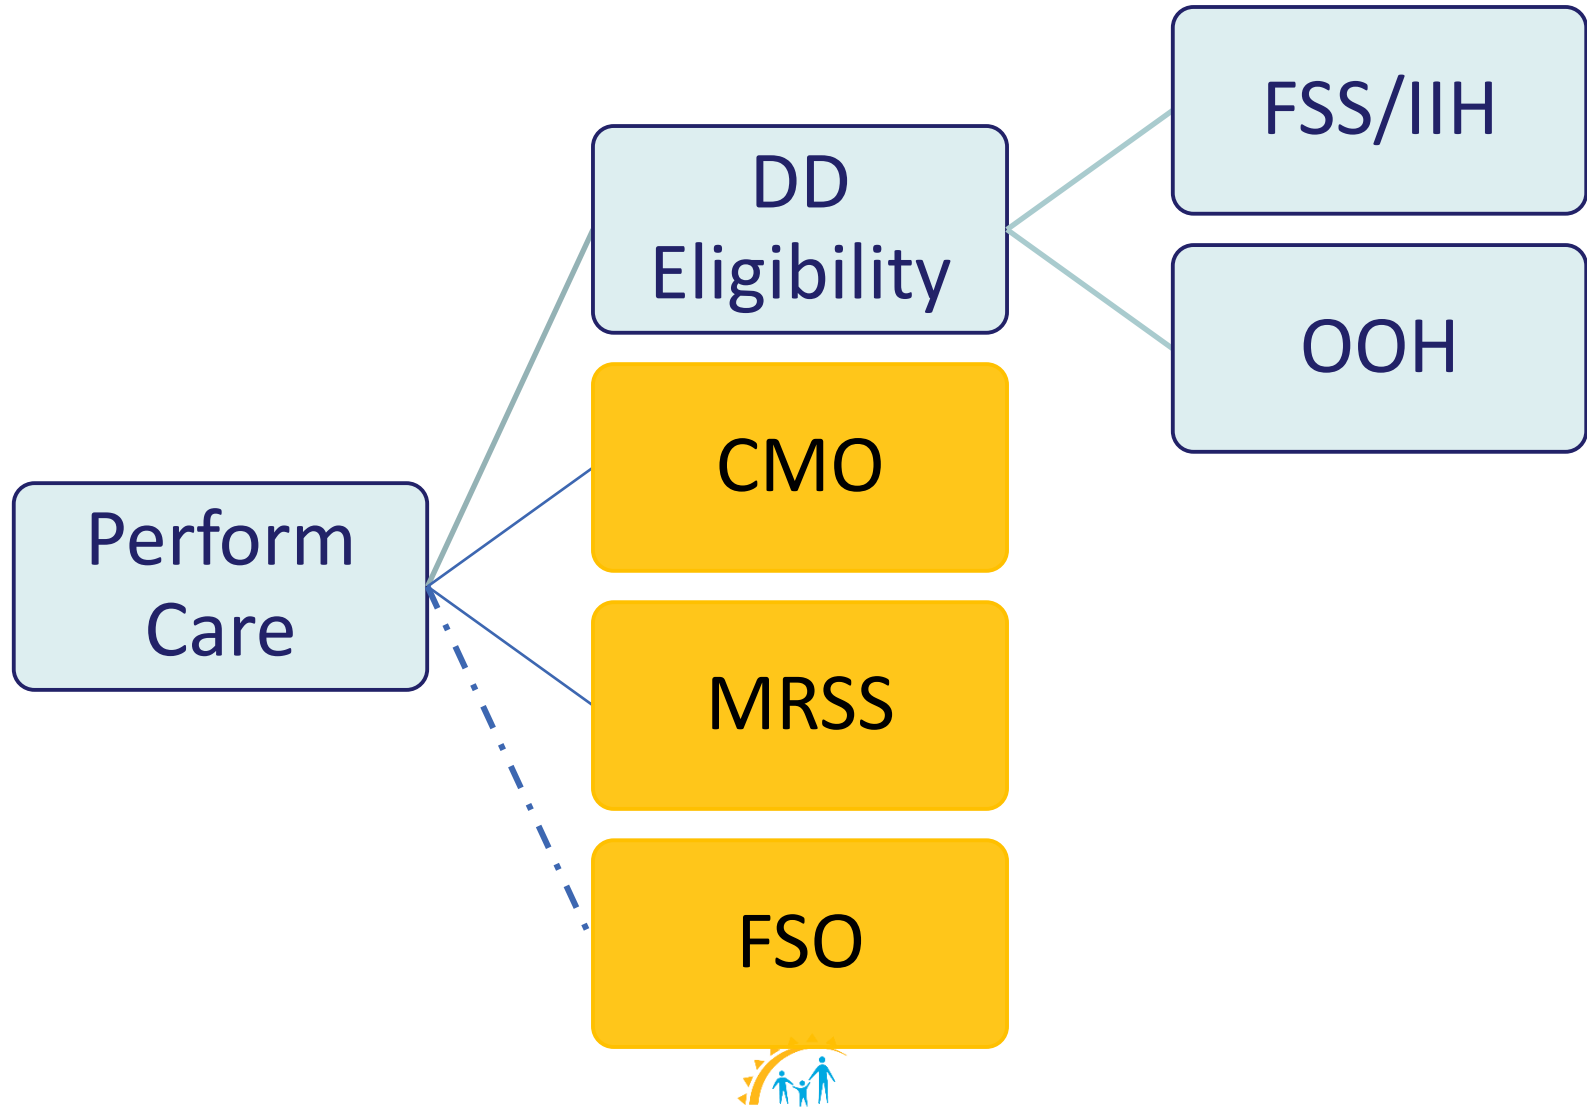 Perform
Care
DD
Eligibility
CMO
MRSS
FSO
FSS/IIH
OOH